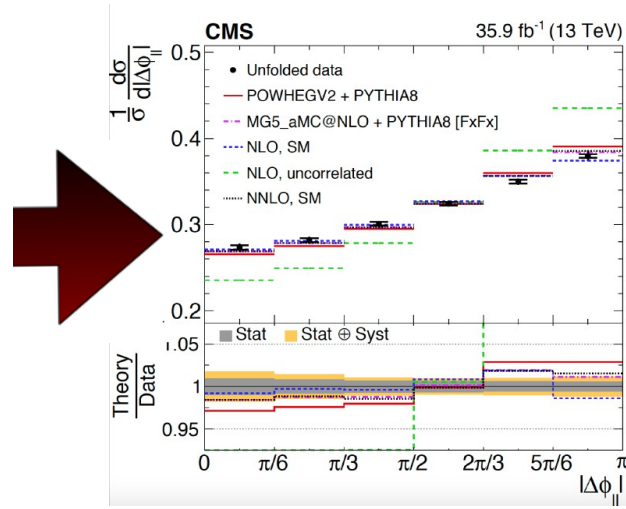 CMS 35.9 fb⁻¹ (13 TeV)
1/σ dσ/d|Δϕ||
0.5
Unfolded data
POWHEGV2 + PYTHIA8
MG5_aMC@NLO + PYTHIA8 [FxFx]
0.4
NLO, SM
NLO, uncorrelated
NNLO, SM
0.3
0.2
Stat Stat ⊕ Syst
1.05
Theory/Data
1
0.95
0 π/6 π/3 π/2 2π/3 5π/6 π
|Δϕ||